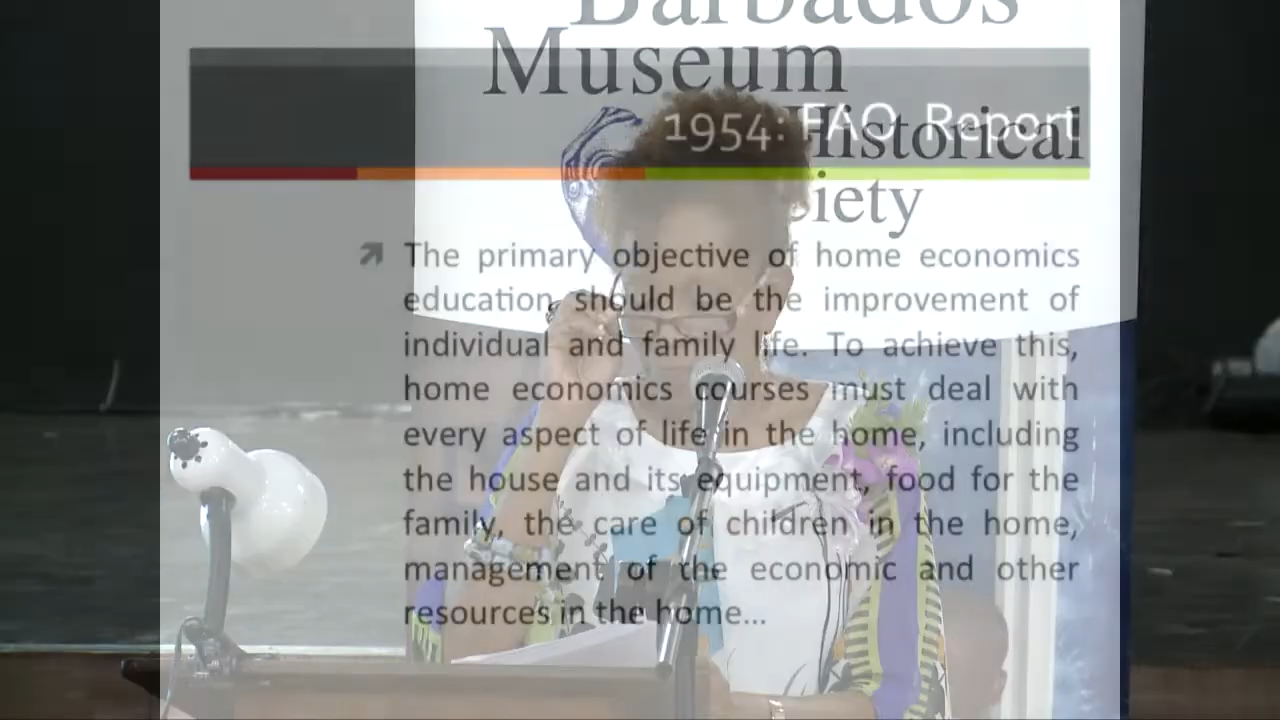 Barbados
Museum
Historical
iety
1954: FAO Report
The primary objective of home economics
education should be the improvement of
individual and family life. To achieve this,
home economics courses must deal with
every aspect of life in the home, including
the house and its equipment, food for the
family, the care of children in the home,
management of the economic and other
resources in the home...